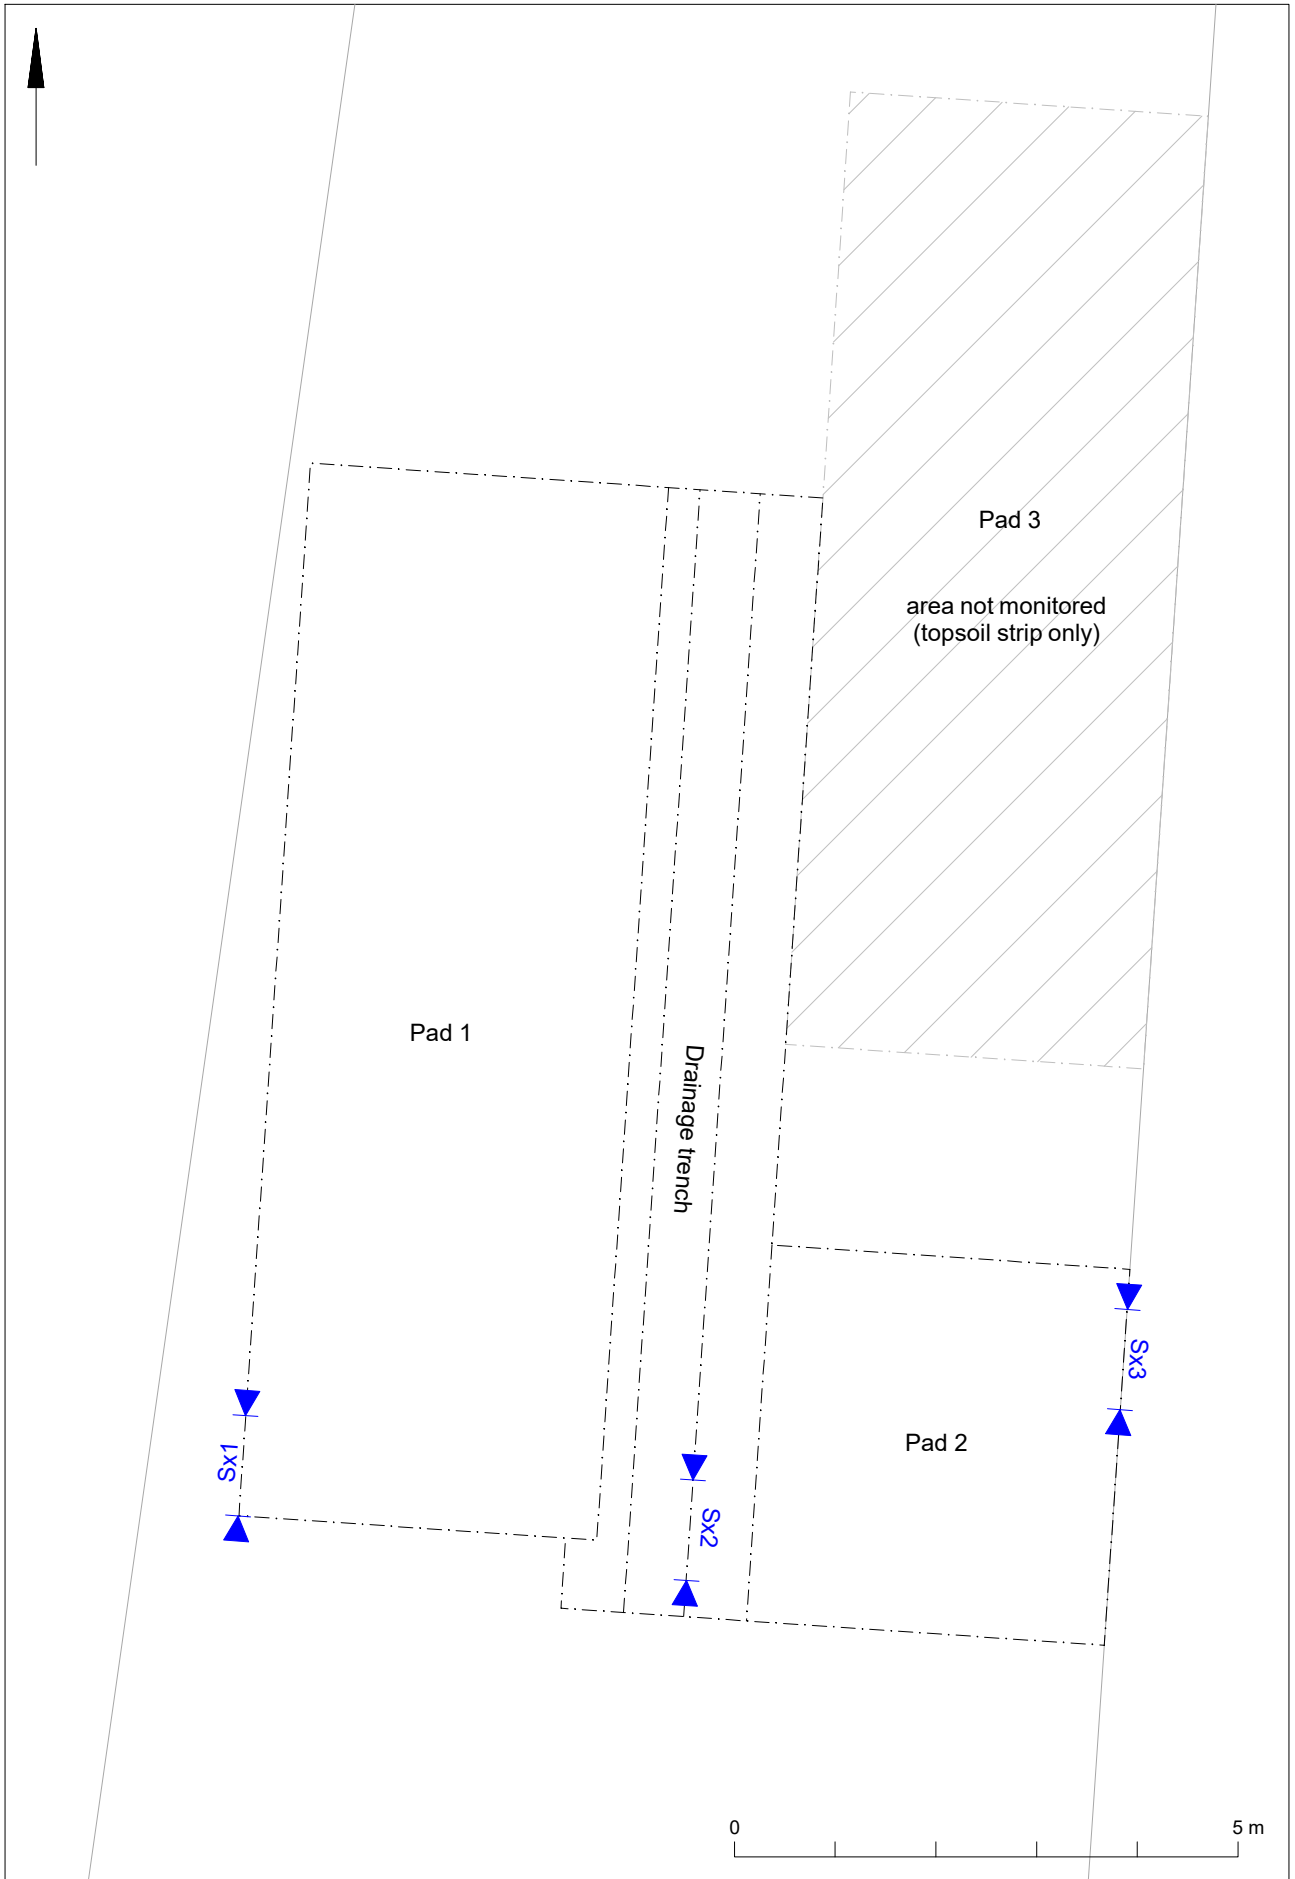 Pad 3
area not monitored
(topsoil strip only)
Pad 1
Drainage trench
Sx3
Pad 2
Sx1
Sx2
0
5 m